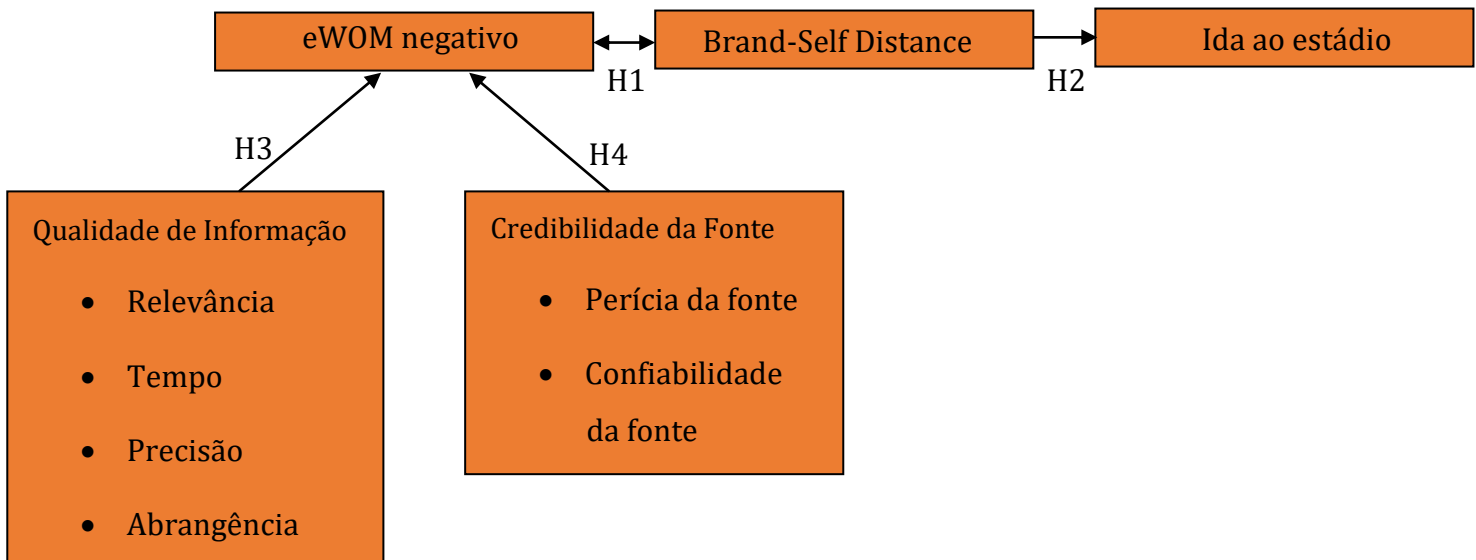 eWOM negativo
Brand-Self Distance
Ida ao estádio
H1
H2
H3
H4
Qualidade de Informação
• Relevância
• Tempo
• Precisão
• Abrangência
Credibilidade da Fonte
• Perícia da fonte
• Confiabilidade
da fonte